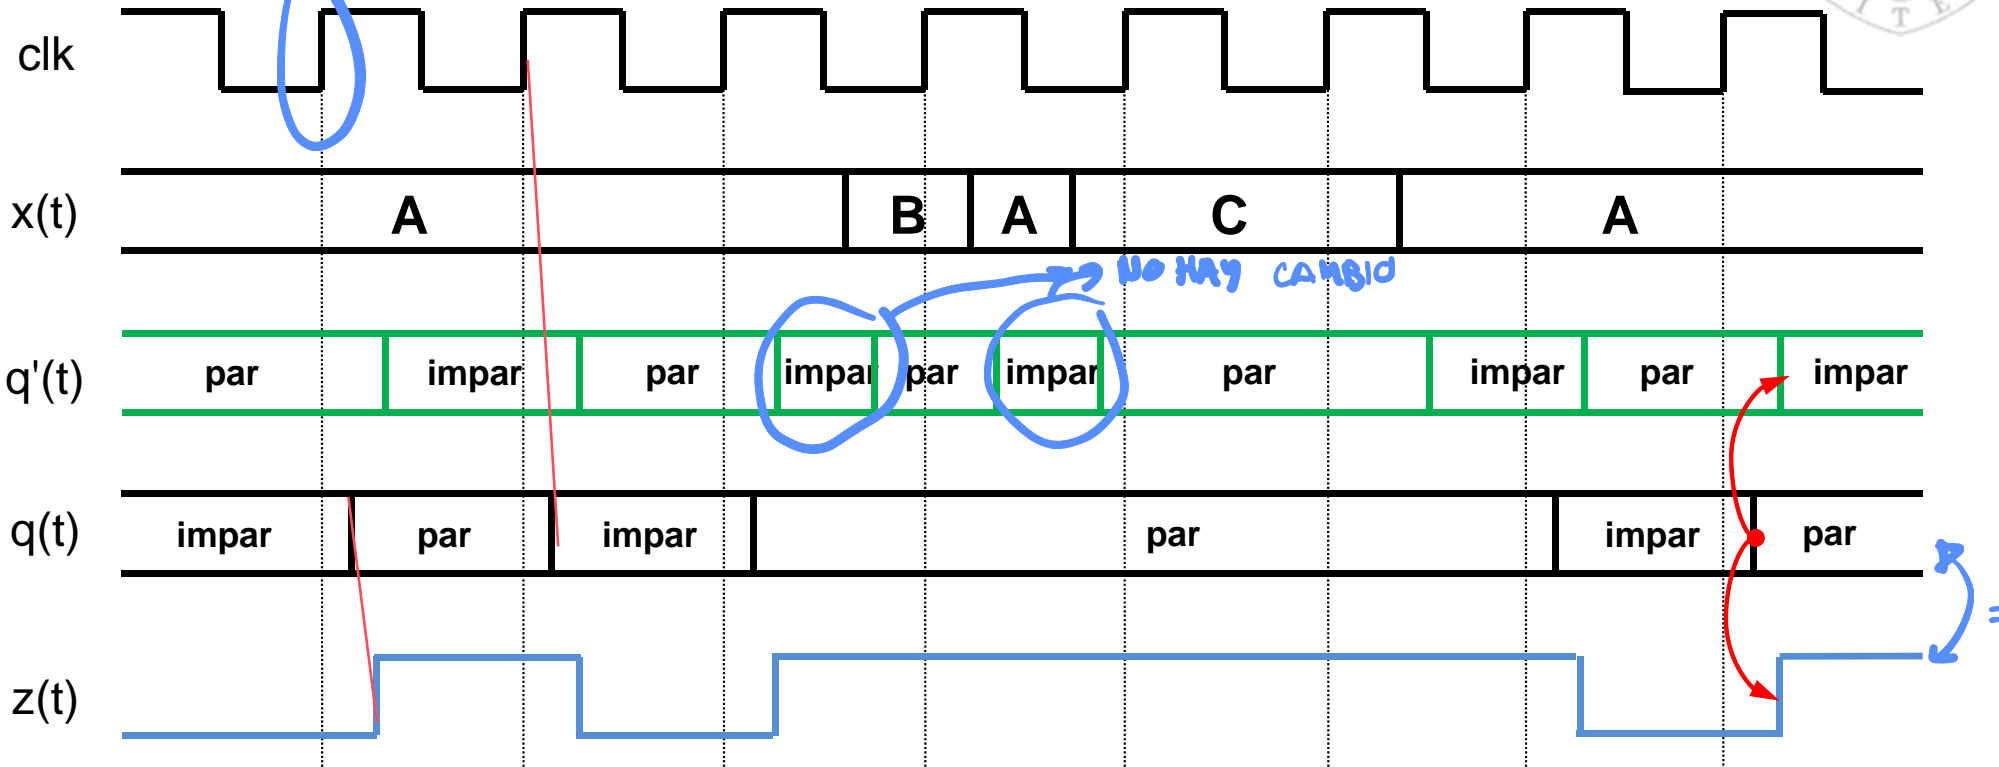 clk
x(t) A B A C A
NO HAY CAMBIO
q'(t) par impar par impar par impar par impar par impar
q(t) impar par impar par impar par
z(t)
I T E
=